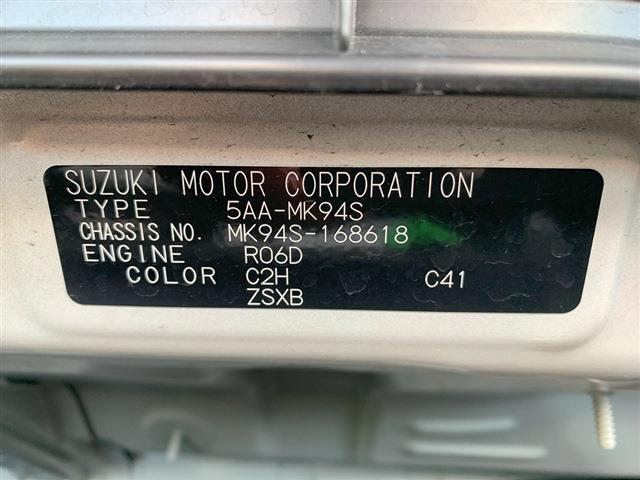 SUZUKI MOTOR CORPORATION
TYPE 5AA-MK94S
CHASSIS NO. MK94S-168618
ENGINE R06D
COLOR C2H C41
ZSXB